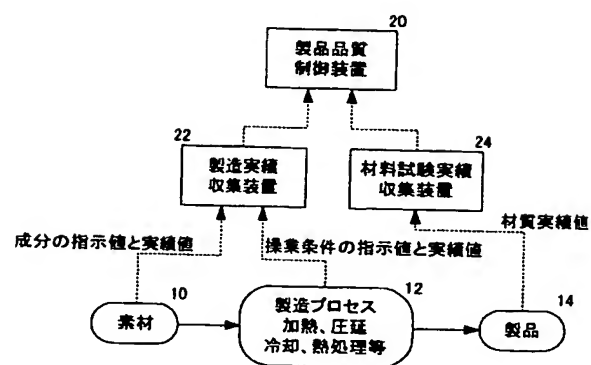 20
製品品質
制御装置
22
製造実績
収集装置
24
材料試験実績
収集装置
成分の指示値と実績値
操業条件の指示値と実績値
材質実績値
10
素材
12
製造プロセス
加熱、圧延
冷却、熱処理等
14
製品